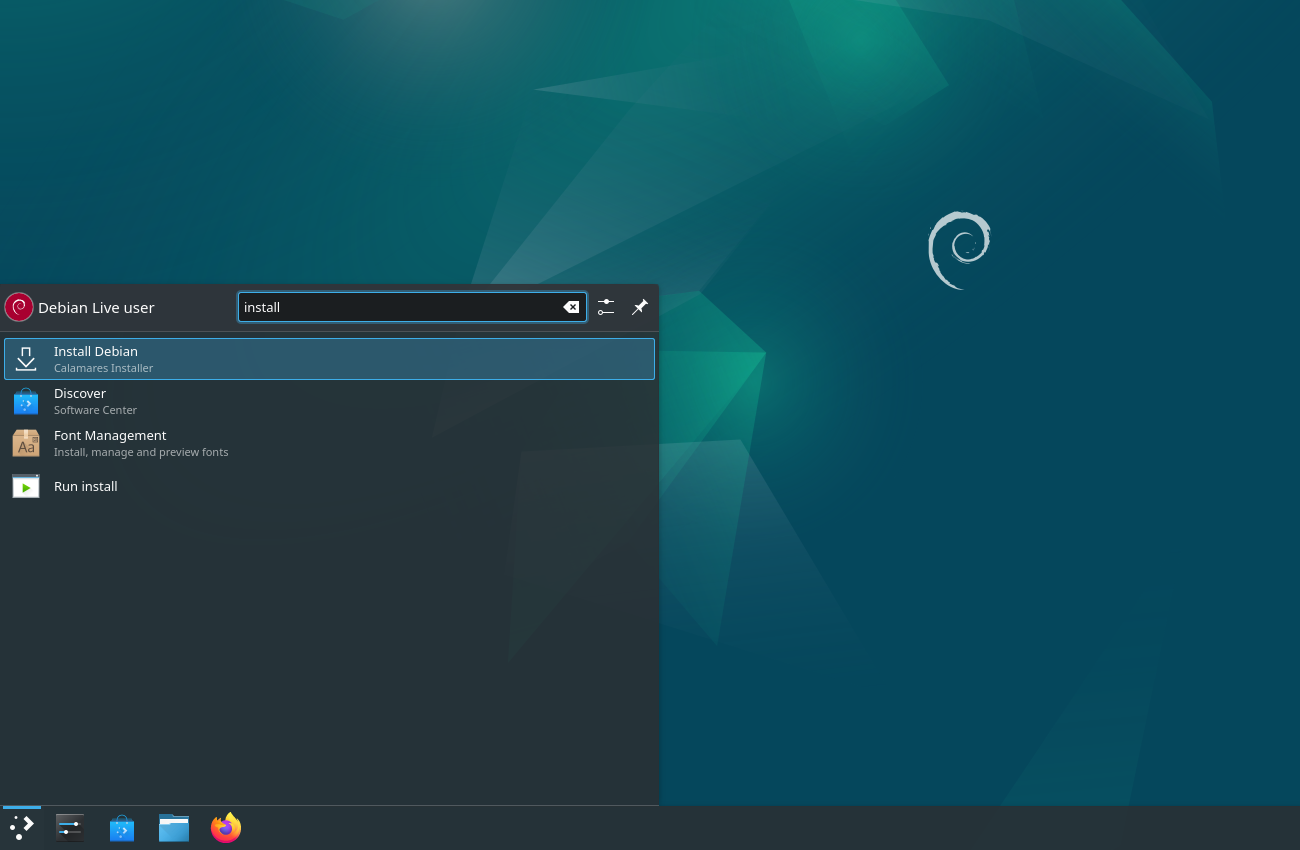 Debian Live user
install
Install Debian
Calamares Installer
Discover
Software Center
Aa
Font Management
Install, manage and preview fonts
Run install